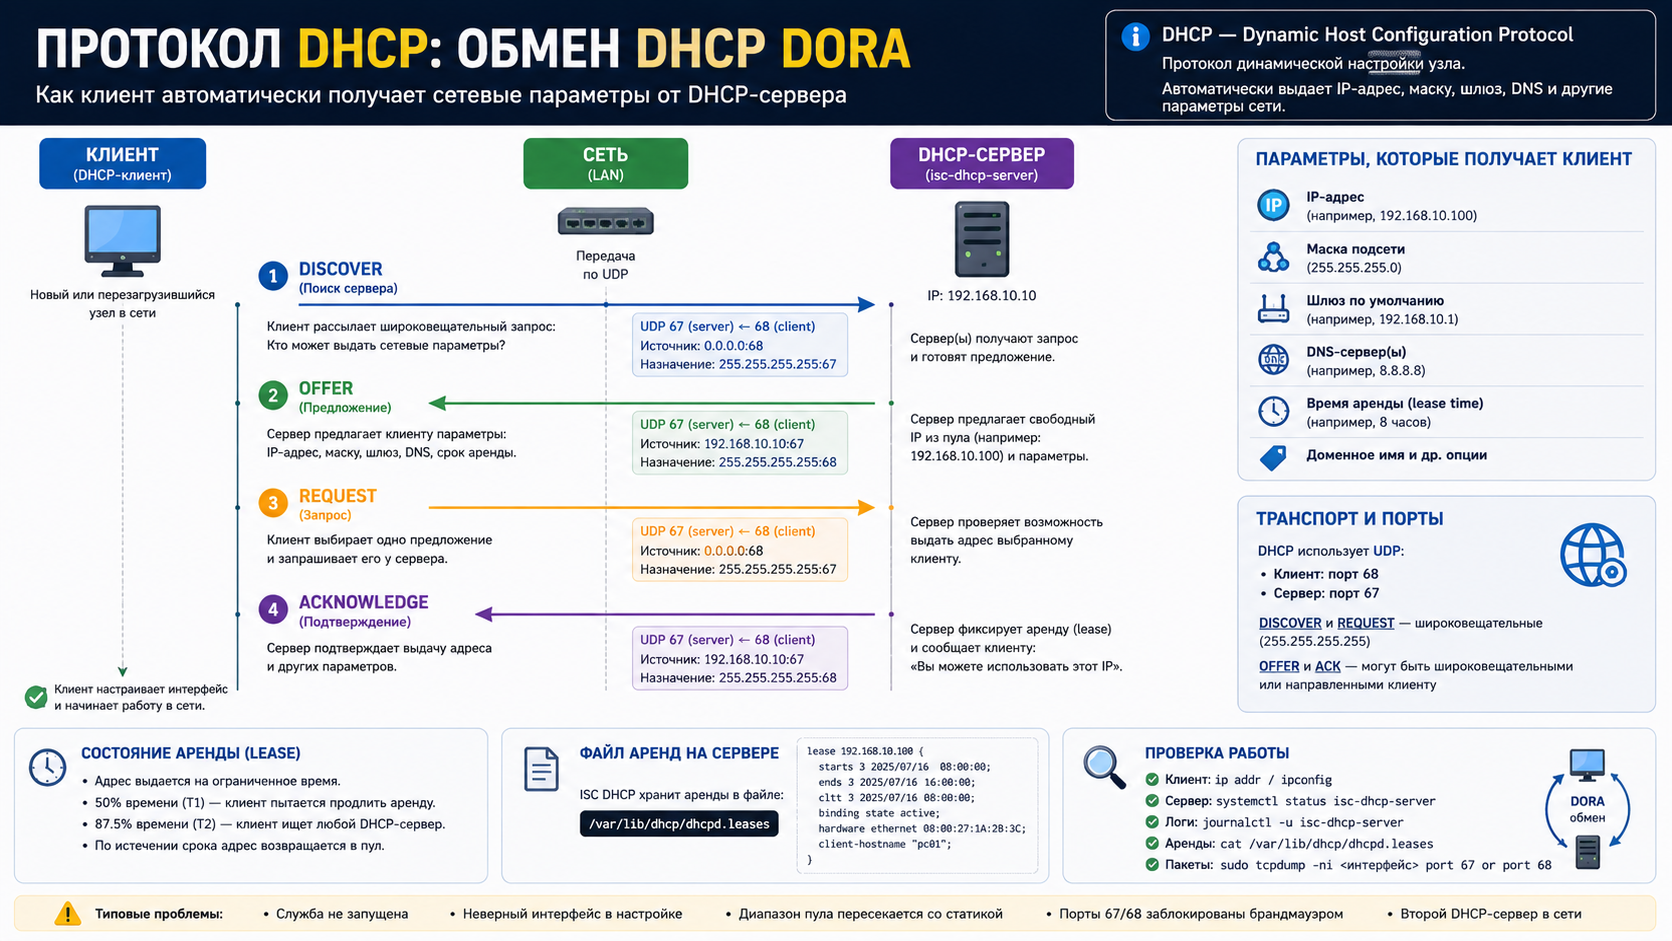 ПРОТОКОЛ DHCP: ОБМЕН DHCP DORA
Как клиент автоматически получает сетевые параметры от DHCP-сервера
DHCP — Dynamic Host Configuration Protocol
Протокол динамической настройки узла.
Автоматически выдает IP-адрес, маску, шлюз, DNS и другие
параметры сети.
КЛИЕНТ
(DHCP-клиент)
Новый или перезагрузившийся
узел в сети
Клиент настраивает интерфейс
и начинает работу в сети.
СЕТЬ
(LAN)
Передача
по UDP
DHCP-СЕРВЕР
(isc-dhcp-server)
IP: 192.168.10.10
1 DISCOVER
(Поиск сервера)
Клиент рассылает широковещательный запрос:
Кто может выдать сетевые параметры?
UDP 67 (server) ← 68 (client)
Источник: 0.0.0.0:68
Назначение: 255.255.255.255:67
Сервер(ы) получают запрос
и готовят предложение.
2 OFFER
(Предложение)
Сервер предлагает клиенту параметры:
IP-адрес, маску, шлюз, DNS, срок аренды.
UDP 67 (server) ← 68 (client)
Источник: 192.168.10.10:67
Назначение: 255.255.255.255:68
Сервер предлагает свободный
IP из пула (например:
192.168.10.100) и параметры.
3 REQUEST
(Запрос)
Клиент выбирает одно предложение
и запрашивает его у сервера.
UDP 67 (server) ← 68 (client)
Источник: 0.0.0.0:68
Назначение: 255.255.255.255:67
Сервер проверяет возможность
выдать адрес выбранному
клиенту.
4 ACKNOWLEDGE
(Подтверждение)
Сервер подтверждает выдачу адреса
и других параметров.
UDP 67 (server) ← 68 (client)
Источник: 192.168.10.10:67
Назначение: 255.255.255.255:68
Сервер фиксирует аренду (lease)
и сообщает клиенту:
«Вы можете использовать этот IP».
ПАРАМЕТРЫ, КОТОРЫЕ ПОЛУЧАЕТ КЛИЕНТ
IP
IP-адрес
(например, 192.168.10.100)
Маска подсети
(255.255.255.0)
Шлюз по умолчанию
(например, 192.168.10.1)
DNS-сервер(ы)
(например, 8.8.8.8)
Время аренды (lease time)
(например, 8 часов)
Доменное имя и др. опции
ТРАНСПОРТ И ПОРТЫ
DHCP использует UDP:
• Клиент: порт 68
• Сервер: порт 67
DISCOVER и REQUEST — широковещательные
(255.255.255.255)
OFFER и ACK — могут быть широковещательными
или направленными клиенту
СОСТОЯНИЕ АРЕНДЫ (LEASE)
• Адрес выдается на ограниченное время.
• 50% времени (T1) — клиент пытается продлить аренду.
• 87.5% времени (T2) — клиент ищет любой DHCP-сервер.
• По истечении срока адрес возвращается в пул.
ФАЙЛ АРЕНД НА СЕРВЕРЕ
ISC DHCP хранит аренды в файле:
/var/lib/dhcp/dhcpd.leases
lease 192.168.10.100 {
starts 3 2025/07/16 08:00:00;
ends 3 2025/07/16 16:00:00;
cltt 3 2025/07/16 08:00:00;
binding state active;
hardware ethernet 08:00:27:1A:2B:3C;
client-hostname "pc01";
}
ПРОВЕРКА РАБОТЫ
Клиент: ip addr / ipconfig
Сервер: systemctl status isc-dhcp-server
Логи: journalctl -u isc-dhcp-server
Аренды: cat /var/lib/dhcp/dhcpd.leases
Пакеты: sudo tcpdump -ni <интерфейс> port 67 or port 68
DORA
обмен
Типовые проблемы:
• Служба не запущена
• Неверный интерфейс в настройке
• Диапазон пула пересекается со статикой
• Порты 67/68 заблокированы брандмауэром
• Второй DHCP-сервер в сети